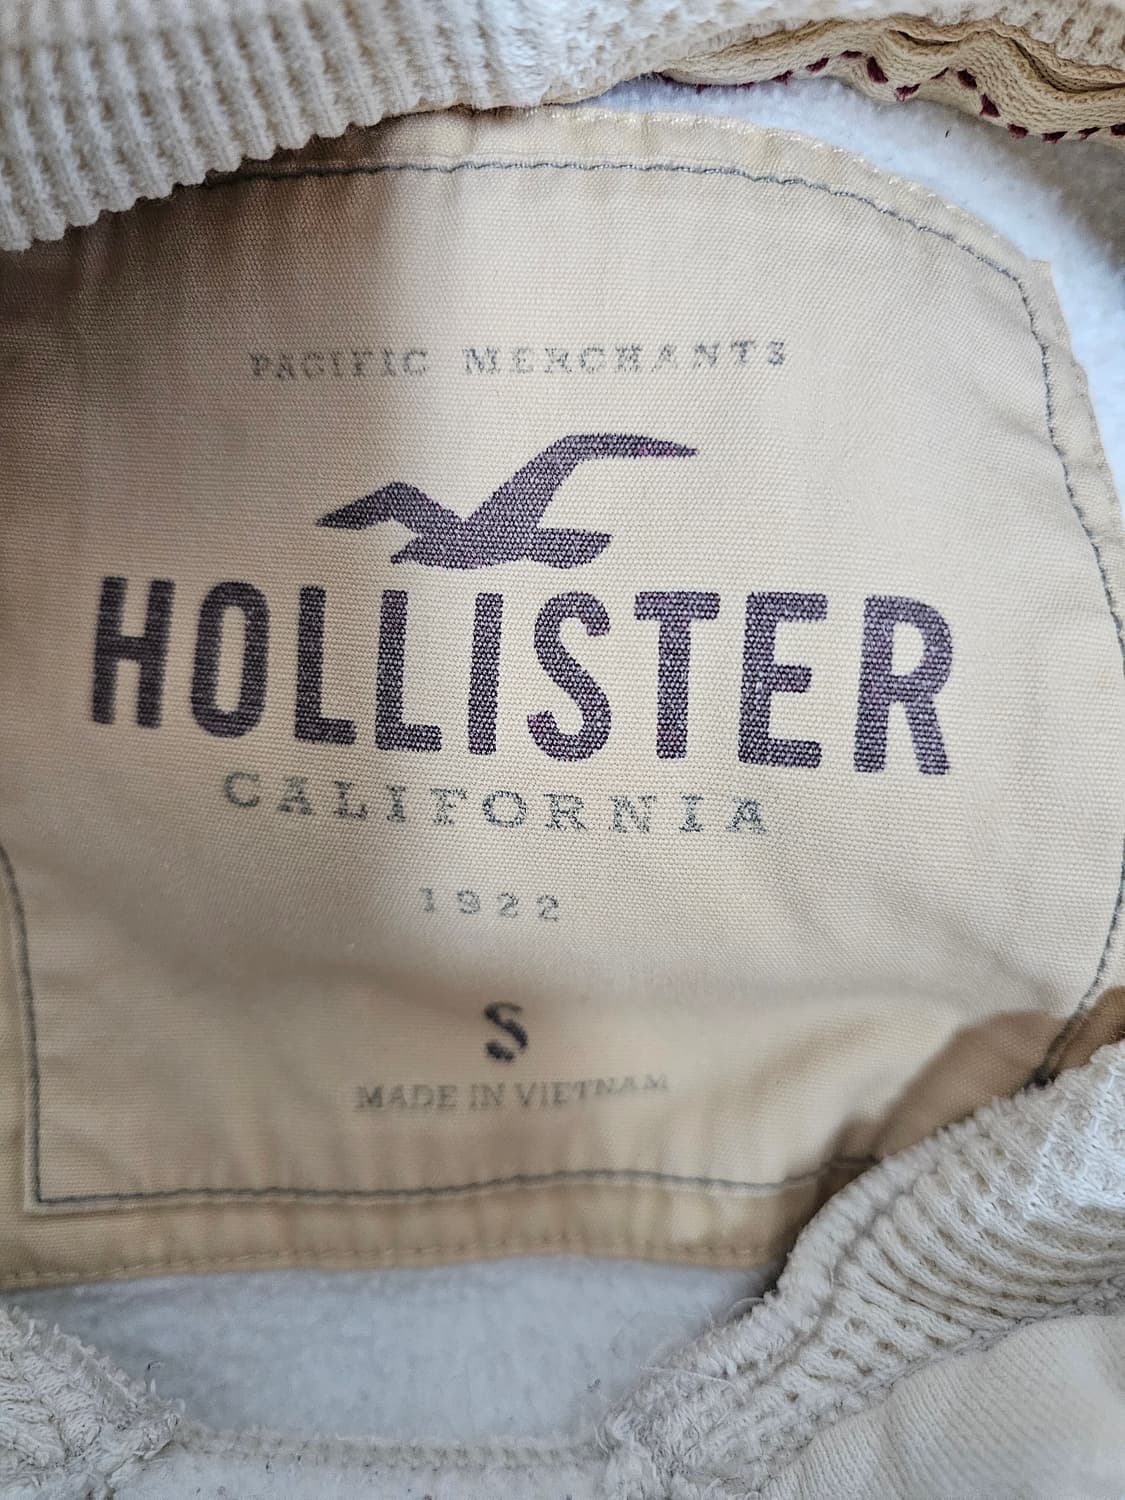 PACIFIC MERCHANTS
HOLLISTER
CALIFORNIA
1922
S
MADE IN VIETNAM